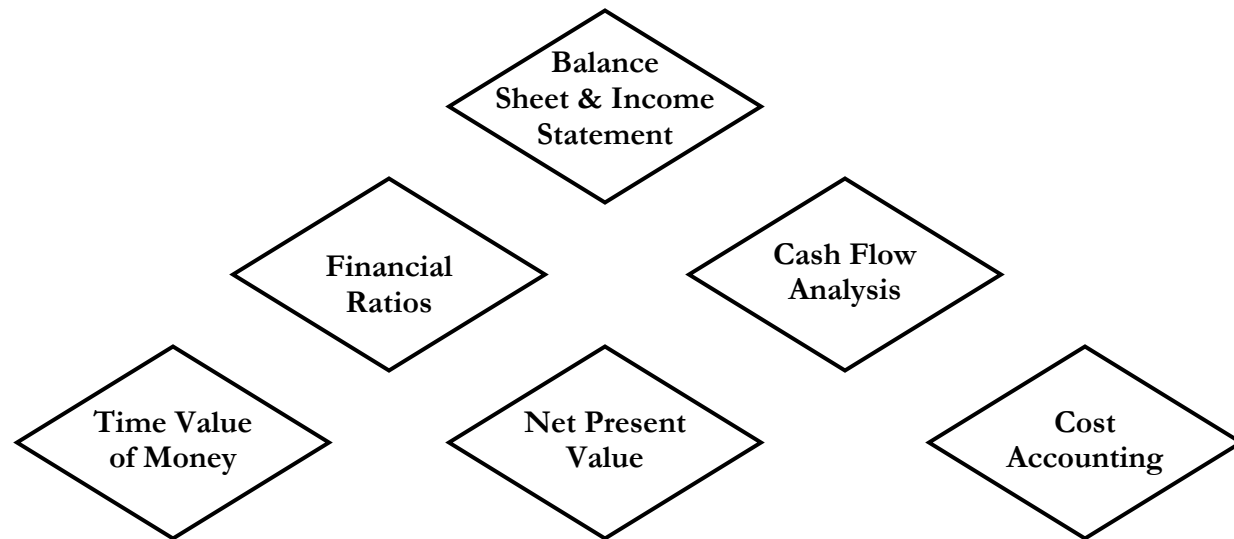 Balance
Sheet & Income
Statement
Financial
Ratios
Cash Flow
Analysis
Time Value
of Money
Net Present
Value
Cost
Accounting